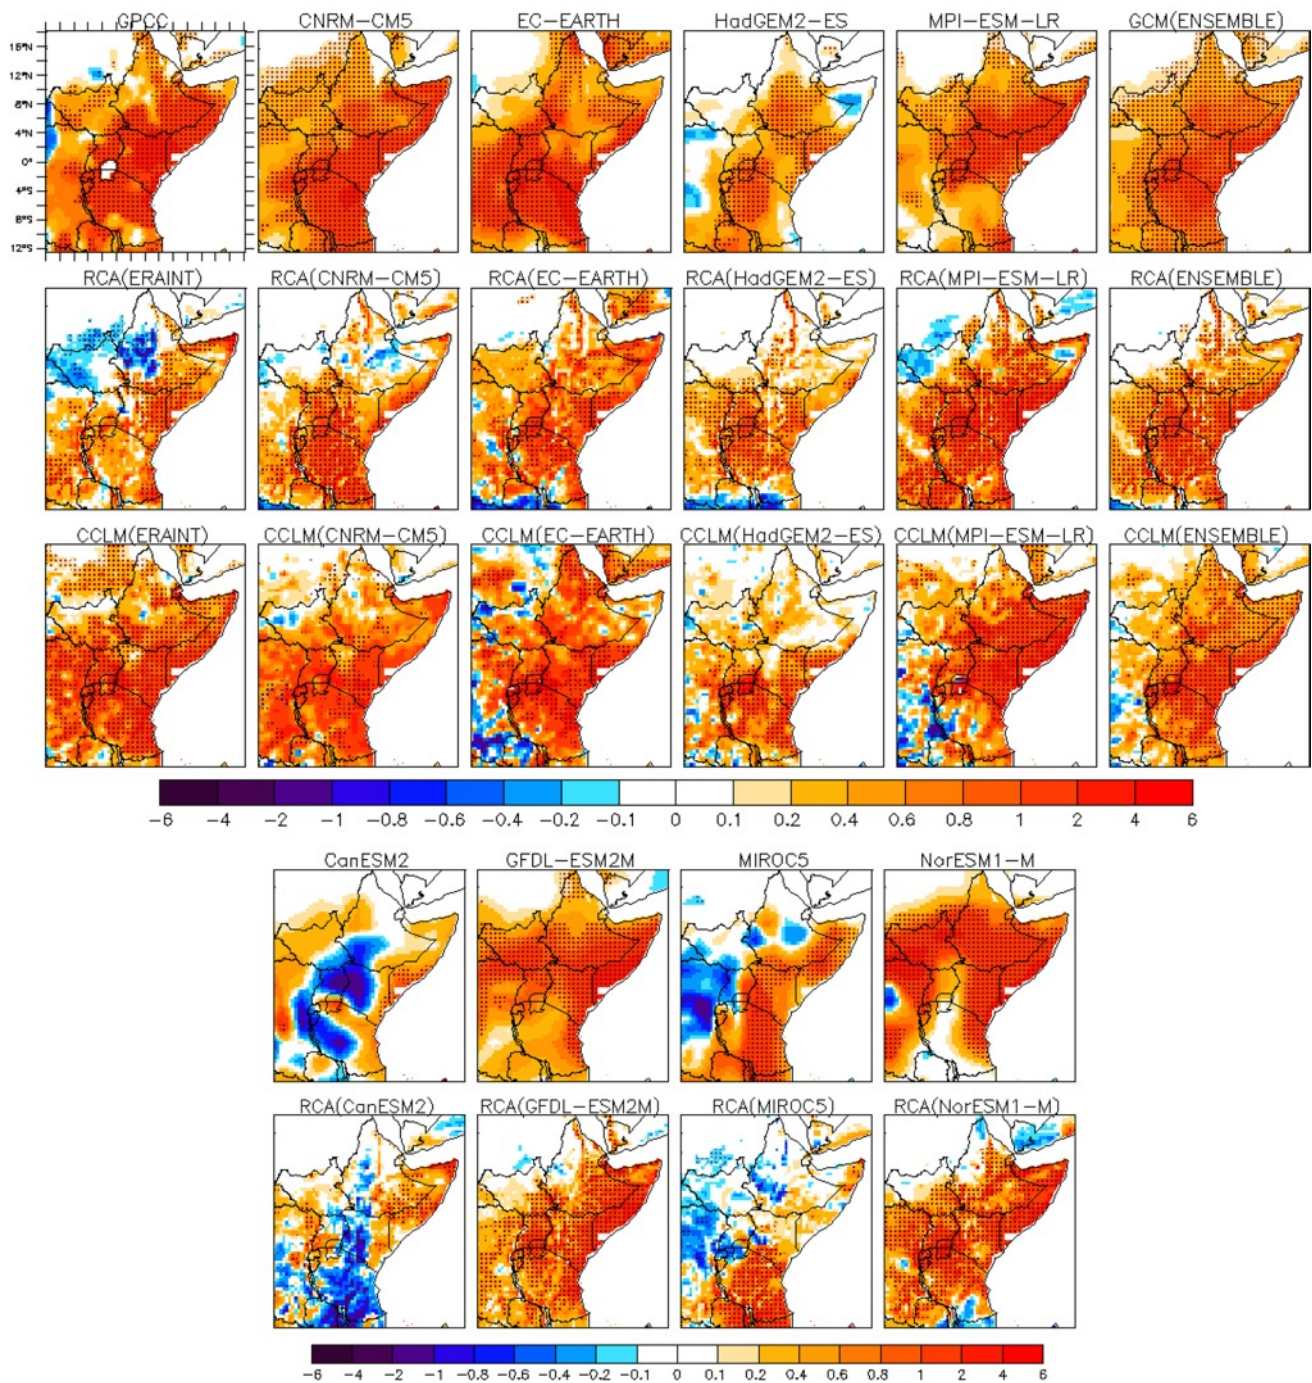 GPCC CNRM-CM5 EC-EARTH HadGEM2-ES MPI-ESM-LR GCM(ENSEMBLE)
16°N
12°N
8°N
4°N
0°
4°S
8°S
12°S
RCA(ERAINT) RCA(CNRM-CM5) RCA(EC-EARTH) RCA(HadGEM2-ES) RCA(MPI-ESM-LR) RCA(ENSEMBLE)
CCLM(ERAINT) CCLM(CNRM-CM5) CCLM(EC-EARTH) CCLM(HadGEM2-ES) CCLM(MPI-ESM-LR) CCLM(ENSEMBLE)
-6 -4 -2 -1 -0.8 -0.6 -0.4 -0.2 -0.1 0 0.1 0.2 0.4 0.6 0.8 1 2 4 6
CanESM2 GFDL-ESM2M MIROC5 NorESM1-M
RCA(CanESM2) RCA(GFDL-ESM2M) RCA(MIROC5) RCA(NorESM1-M)
-6 -4 -2 -1 -0.8 -0.6 -0.4 -0.2 -0.1 0 0.1 0.2 0.4 0.6 0.8 1 2 4 6